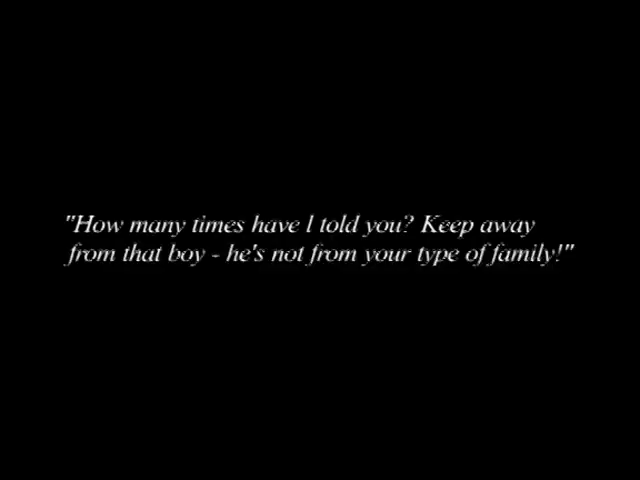 "How many times have I told you? Keep away
from that boy - he's not from your type of family!"